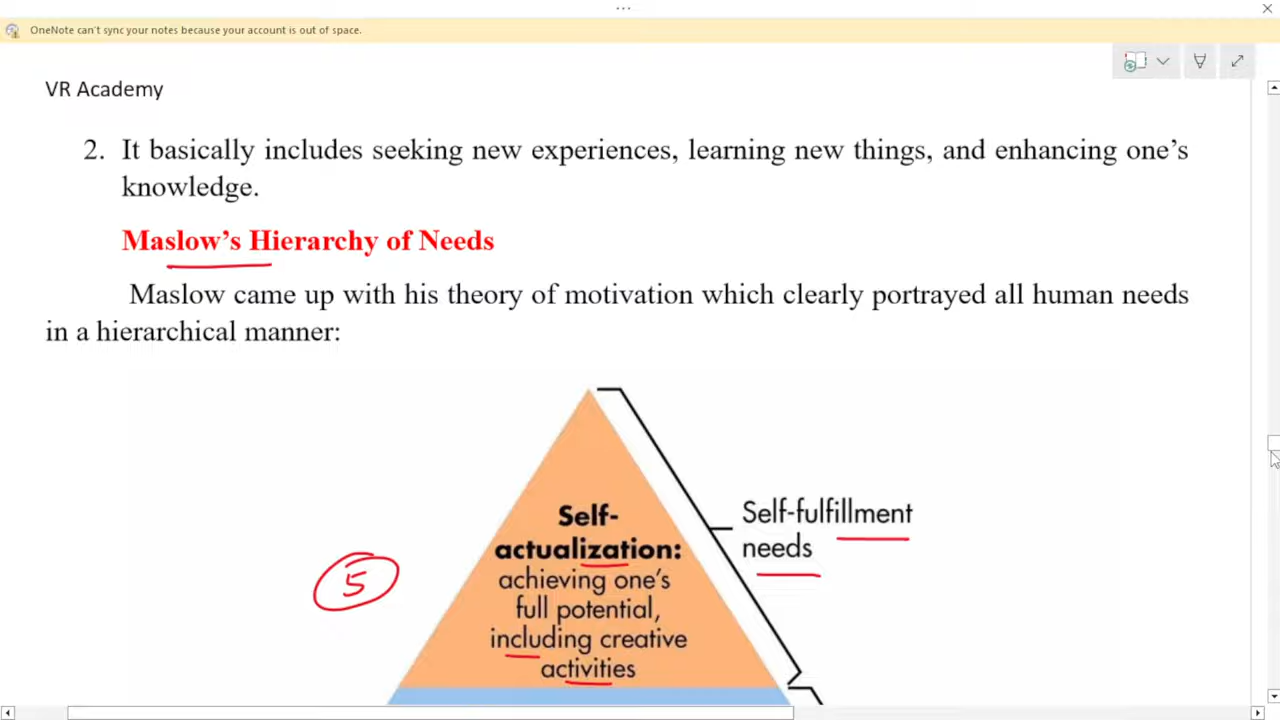 OneNote can't sync your notes because your account is out of space.
VR Academy
2. It basically includes seeking new experiences, learning new things, and enhancing one's
knowledge.
Maslow's Hierarchy of Needs
Maslow came up with his theory of motivation which clearly portrayed all human needs
in a hierarchical manner:
Self-
actualization:
achieving one's
full potential,
including creative
activities
Self-fulfillment
needs
5